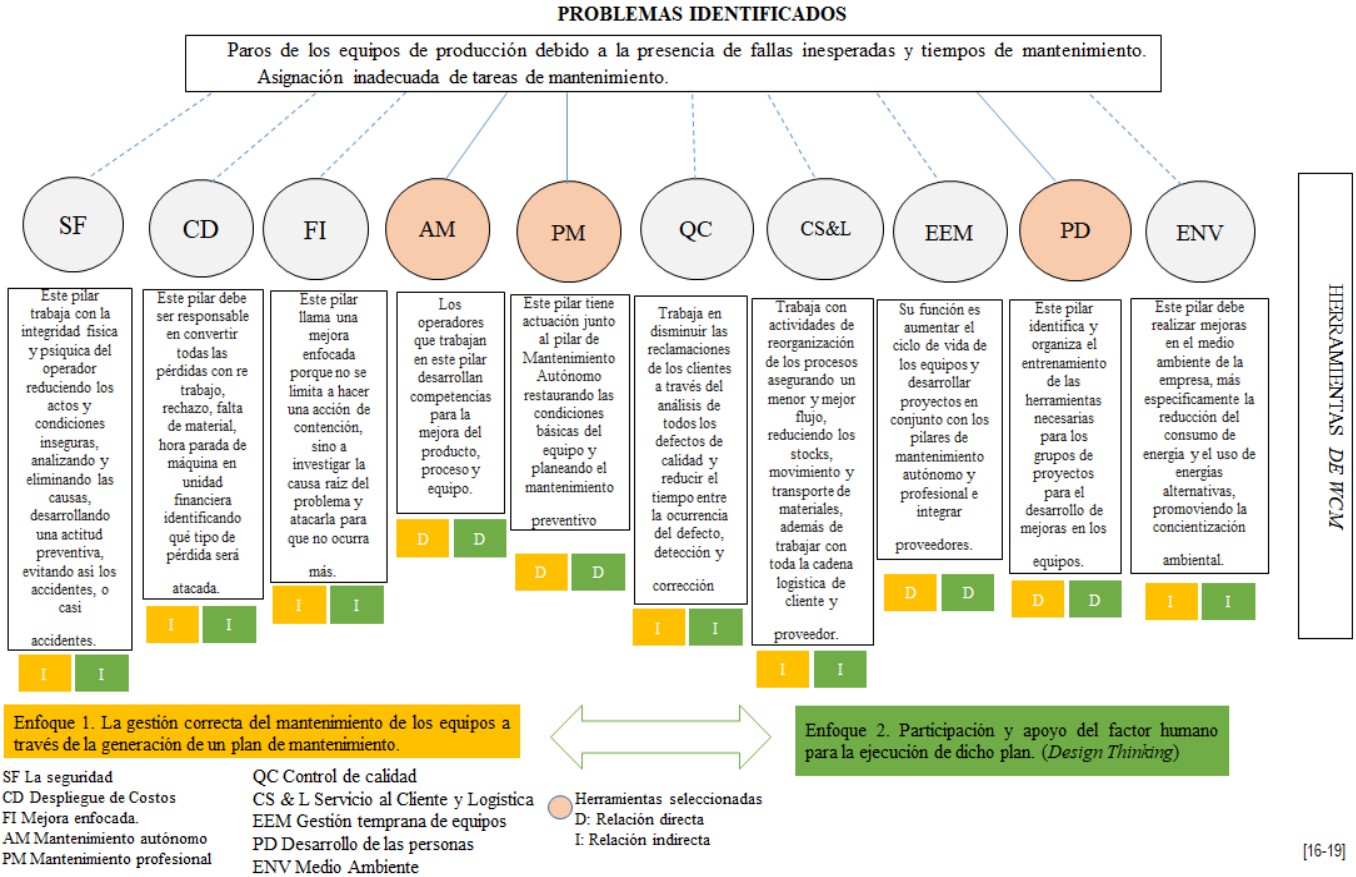 PROBLEMAS IDENTIFICADOS
Paros de los equipos de producción debido a la presencia de fallas inesperadas y tiempos de mantenimiento.
Asignación inadecuada de tareas de mantenimiento.
SF
CD
FI
AM
PM
QC
CS&L
EEM
PD
ENV
HERRAMIENTAS DE WCM
Este pilar
trabaja con la
integridad física
y psíquica del
operador
reduciendo los
actos y
condiciones
inseguras,
analizando y
eliminando las
causas,
desarrollando
una actitud
preventiva,
evitando así los
accidentes, o
casi
accidentes.
I
I
Este pilar debe
ser responsable
en convertir
todas las
pérdidas con re
trabajo,
rechazo, falta
de material,
hora parada de
máquina en
unidad
financiera
identificando
qué tipo de
pérdida será
atacada.
I
I
Este pilar
llama una
mejora
enfocada
porque no se
limita a hacer
una acción de
contención,
sino a
investigar la
causa raíz del
problema y
atacarla para
que no ocurra
más.
I
I
Los
operadores
que trabajan
en este pilar
desarrollan
competencias
para la
mejora del
producto,
proceso y
equipo.
D
D
Este pilar tiene
actuación junto
al pilar de
Mantenimiento
Autónomo
restaurando las
condiciones
básicas del
equipo y
planeando el
mantenimiento
preventivo
D
D
Trabaja en
disminuir las
reclamaciones
de los clientes
a través del
análisis de
todos los
defectos de
calidad y
reducir el
tiempo entre
la ocurrencia
del defecto,
detección y
corrección
I
I
Trabaja con
actividades de
reorganización
de los procesos
asegurando un
menor y mejor
flujo,
reduciendo los
stocks,
movimiento y
transporte de
materiales,
además de
trabajar con
toda la cadena
logística de
cliente y
proveedor.
I
I
Su función es
aumentar el
ciclo de vida de
los equipos y
desarrollar
proyectos en
conjunto con los
pilares de
mantenimiento
autónomo y
profesional e
integrar
proveedores.
D
D
Este pilar
identifica y
organiza el
entrenamiento
de las
herramientas
necesarias
para los
grupos de
proyectos
para el
desarrollo de
mejoras en los
equipos.
D
D
Este pilar debe
realizar mejoras
en el medio
ambiente de la
empresa, más
específicamente la
reducción del
consumo de
energía y el uso de
energías
alternativas,
promoviendo la
concientización
ambiental.
I
I
Enfoque 1. La gestión correcta del mantenimiento de los equipos a
través de la generación de un plan de mantenimiento.
Enfoque 2. Participación y apoyo del factor humano
para la ejecución de dicho plan. (Design Thinking)
SF La seguridad
CD Despliegue de Costos
FI Mejora enfocada.
AM Mantenimiento autónomo
PM Mantenimiento profesional
QC Control de calidad
CS & L Servicio al Cliente y Logística
EEM Gestión temprana de equipos
PD Desarrollo de las personas
ENV Medio Ambiente
Herramientas seleccionadas
D: Relación directa
I: Relación indirecta
[16-19]